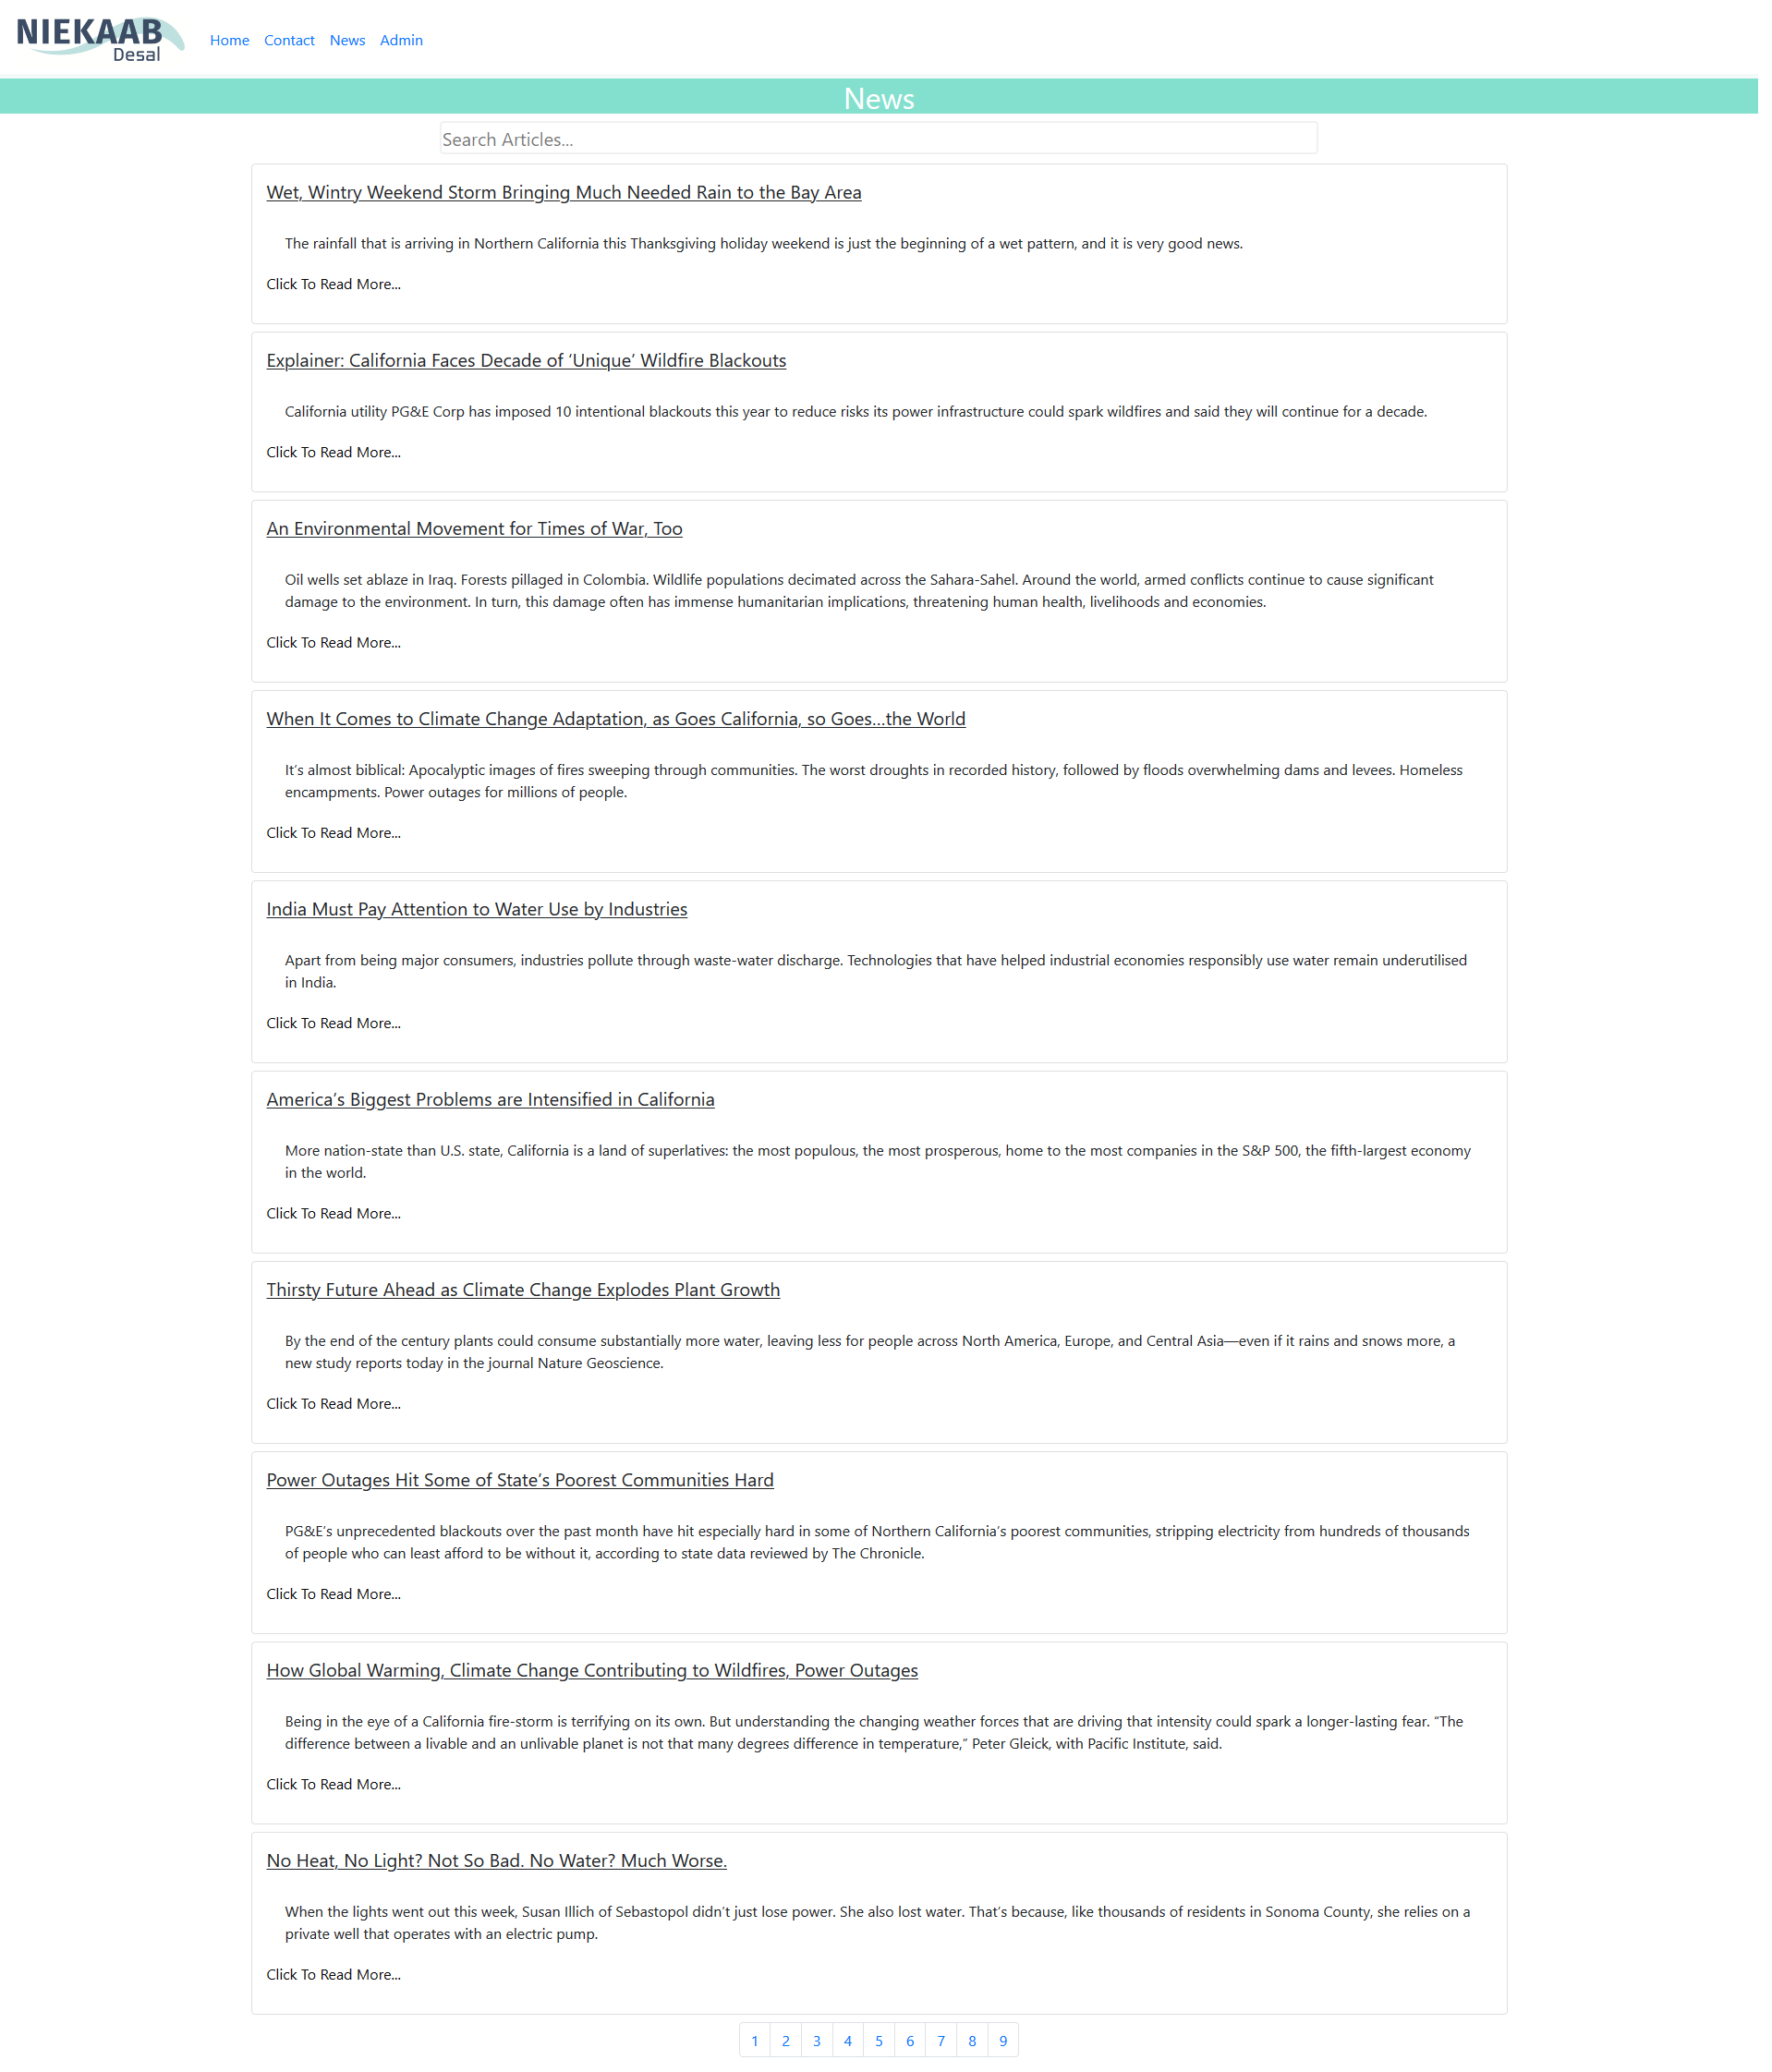 NIEKAAB
Desal
Home Contact News Admin
News
Search Articles...
Wet, Wintry Weekend Storm Bringing Much Needed Rain to the Bay Area
The rainfall that is arriving in Northern California this Thanksgiving holiday weekend is just the beginning of a wet pattern, and it is very good news.
Click To Read More...
Explainer: California Faces Decade of ‘Unique’ Wildfire Blackouts
California utility PG&E Corp has imposed 10 intentional blackouts this year to reduce risks its power infrastructure could spark wildfires and said they will continue for a decade.
Click To Read More...
An Environmental Movement for Times of War, Too
Oil wells set ablaze in Iraq. Forests pillaged in Colombia. Wildlife populations decimated across the Sahara-Sahel. Around the world, armed conflicts continue to cause significant
damage to the environment. In turn, this damage often has immense humanitarian implications, threatening human health, livelihoods and economies.
Click To Read More...
When It Comes to Climate Change Adaptation, as Goes California, so Goes…the World
It’s almost biblical: Apocalyptic images of fires sweeping through communities. The worst droughts in recorded history, followed by floods overwhelming dams and levees. Homeless
encampments. Power outages for millions of people.
Click To Read More...
India Must Pay Attention to Water Use by Industries
Apart from being major consumers, industries pollute through waste-water discharge. Technologies that have helped industrial economies responsibly use water remain underutilised
in India.
Click To Read More...
America’s Biggest Problems are Intensified in California
More nation-state than U.S. state, California is a land of superlatives: the most populous, the most prosperous, home to the most companies in the S&P 500, the fifth-largest economy
in the world.
Click To Read More...
Thirsty Future Ahead as Climate Change Explodes Plant Growth
By the end of the century plants could consume substantially more water, leaving less for people across North America, Europe, and Central Asia—even if it rains and snows more, a
new study reports today in the journal Nature Geoscience.
Click To Read More...
Power Outages Hit Some of State’s Poorest Communities Hard
PG&E’s unprecedented blackouts over the past month have hit especially hard in some of Northern California’s poorest communities, stripping electricity from hundreds of thousands
of people who can least afford to be without it, according to state data reviewed by The Chronicle.
Click To Read More...
How Global Warming, Climate Change Contributing to Wildfires, Power Outages
Being in the eye of a California fire-storm is terrifying on its own. But understanding the changing weather forces that are driving that intensity could spark a longer-lasting fear. “The
difference between a livable and an unlivable planet is not that many degrees difference in temperature,” Peter Gleick, with Pacific Institute, said.
Click To Read More...
No Heat, No Light? Not So Bad. No Water? Much Worse.
When the lights went out this week, Susan Illich of Sebastopol didn’t just lose power. She also lost water. That’s because, like thousands of residents in Sonoma County, she relies on a
private well that operates with an electric pump.
Click To Read More...
1 2 3 4 5 6 7 8 9